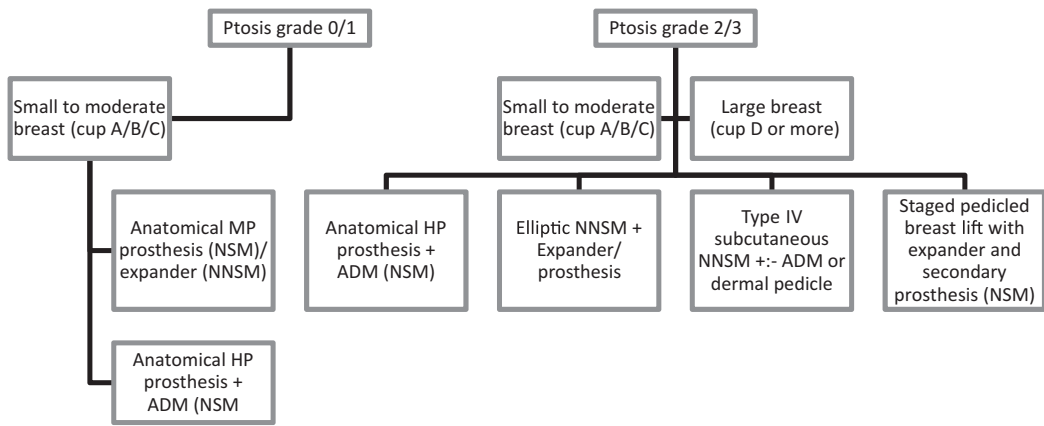 Ptosis grade 0/1
Small to moderate
breast (cup A/B/C)
Anatomical MP
prosthesis (NSM)/
expander (NNSM)
Anatomical HP
prosthesis +
ADM (NSM
Ptosis grade 2/3
Small to moderate
breast (cup A/B/C)
Large breast
(cup D or more)
Anatomical HP
prosthesis +
ADM (NSM)
Elliptic NNSM +
Expander/
prosthesis
Type IV
subcutaneous
NNSM +:- ADM or
dermal pedicle
Staged pedicled
breast lift with
expander and
secondary
prosthesis (NSM)